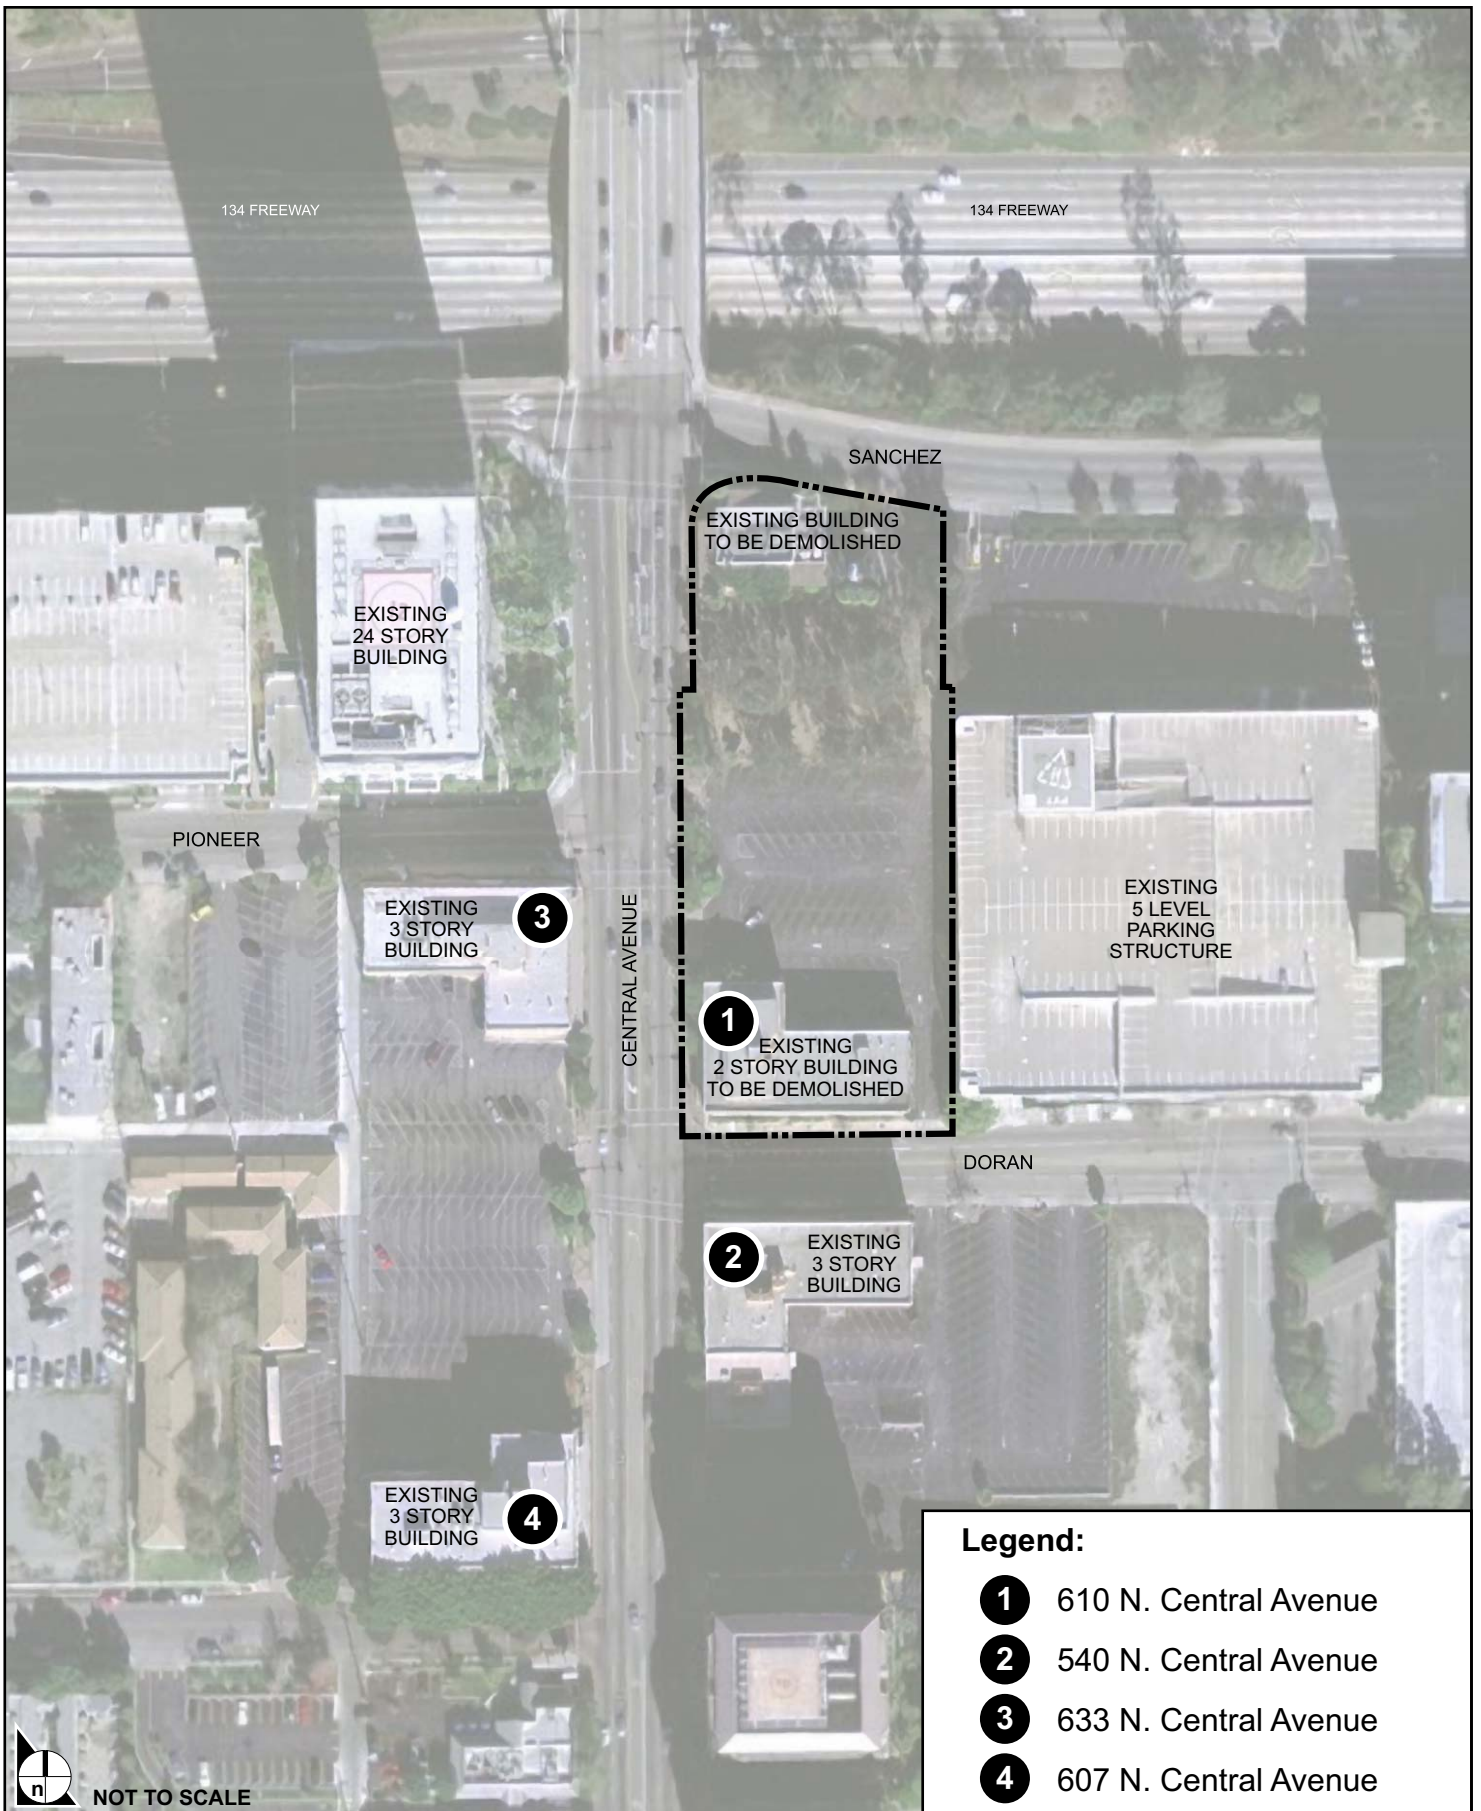 134 FREEWAY
134 FREEWAY
SANCHEZ
EXISTING BUILDING
TO BE DEMOLISHED
EXISTING
24 STORY
BUILDING
PIONEER
EXISTING
3 STORY
BUILDING
3
CENTRAL AVENUE
EXISTING
5 LEVEL
PARKING
STRUCTURE
1
EXISTING
2 STORY BUILDING
TO BE DEMOLISHED
DORAN
2
EXISTING
3 STORY
BUILDING
EXISTING
3 STORY
BUILDING
4
Legend:
1 610 N. Central Avenue
2 540 N. Central Avenue
3 633 N. Central Avenue
4 607 N. Central Avenue
n
NOT TO SCALE